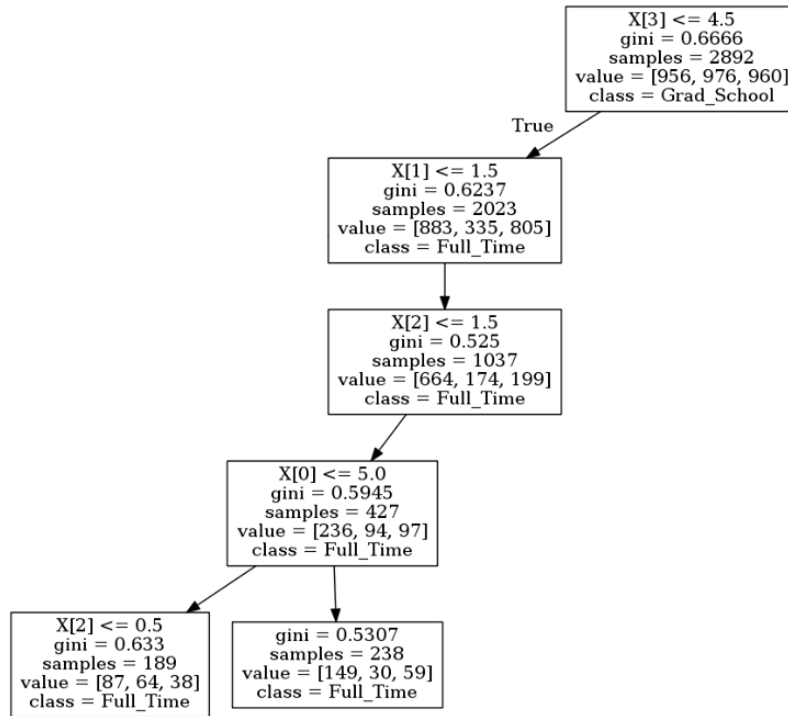 X[3] <= 4.5
gini = 0.6666
samples = 2892
value = [956, 976, 960]
class = Grad_School
True
X[1] <= 1.5
gini = 0.6237
samples = 2023
value = [883, 335, 805]
class = Full_Time
X[2] <= 1.5
gini = 0.525
samples = 1037
value = [664, 174, 199]
class = Full_Time
X[0] <= 5.0
gini = 0.5945
samples = 427
value = [236, 94, 97]
class = Full_Time
X[2] <= 0.5
gini = 0.633
samples = 189
value = [87, 64, 38]
class = Full_Time
gini = 0.5307
samples = 238
value = [149, 30, 59]
class = Full_Time